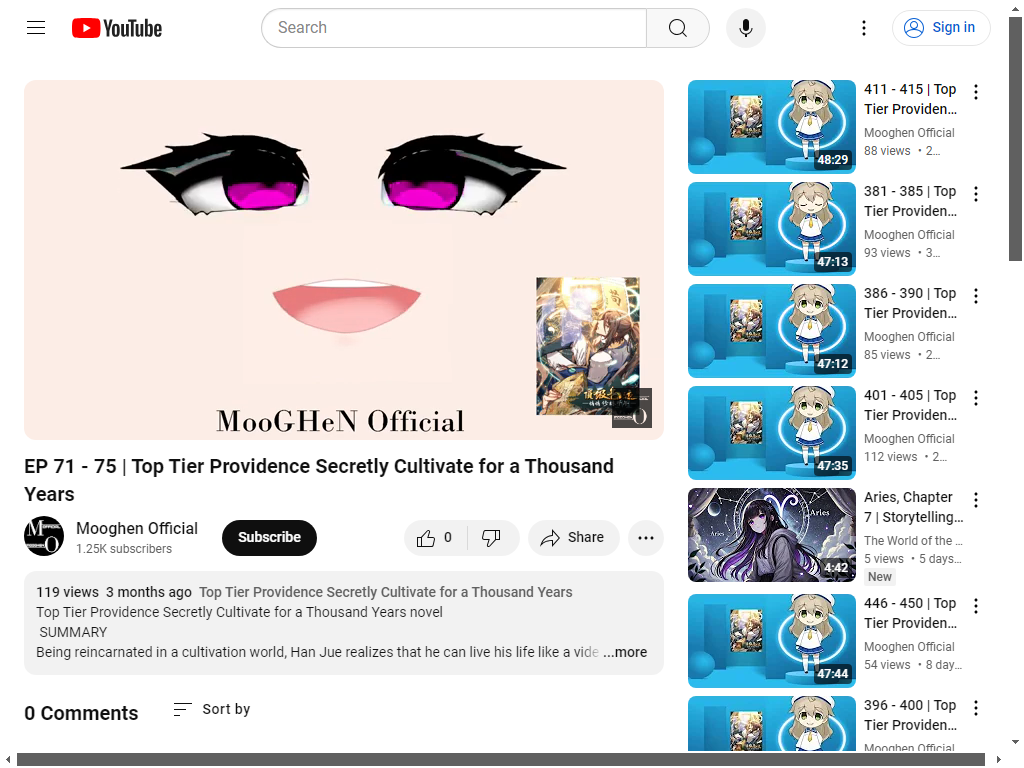 YouTube
Search
Sign in
MooGHeN Official
EP 71 - 75 | Top Tier Providence Secretly Cultivate for a Thousand
Years
Mooghen Official
1.25K subscribers
Subscribe
0
Share
119 views 3 months ago Top Tier Providence Secretly Cultivate for a Thousand Years
Top Tier Providence Secretly Cultivate for a Thousand Years novel
SUMMARY
Being reincarnated in a cultivation world, Han Jue realizes that he can live his life like a vide ...more
0 Comments
Sort by
48:29
411 - 415 | Top
Tier Providen...
Mooghen Official
88 views • 2...
47:13
381 - 385 | Top
Tier Providen...
Mooghen Official
93 views • 3...
47:12
386 - 390 | Top
Tier Providen...
Mooghen Official
85 views • 2...
47:35
401 - 405 | Top
Tier Providen...
Mooghen Official
112 views • 2...
Aries
Aries
4:42
Aries, Chapter
7 | Storytelling...
The World of the ...
5 views • 5 days...
New
47:44
446 - 450 | Top
Tier Providen...
Mooghen Official
54 views • 8 day...
396 - 400 | Top
Tier Providen...
Mooghen Official